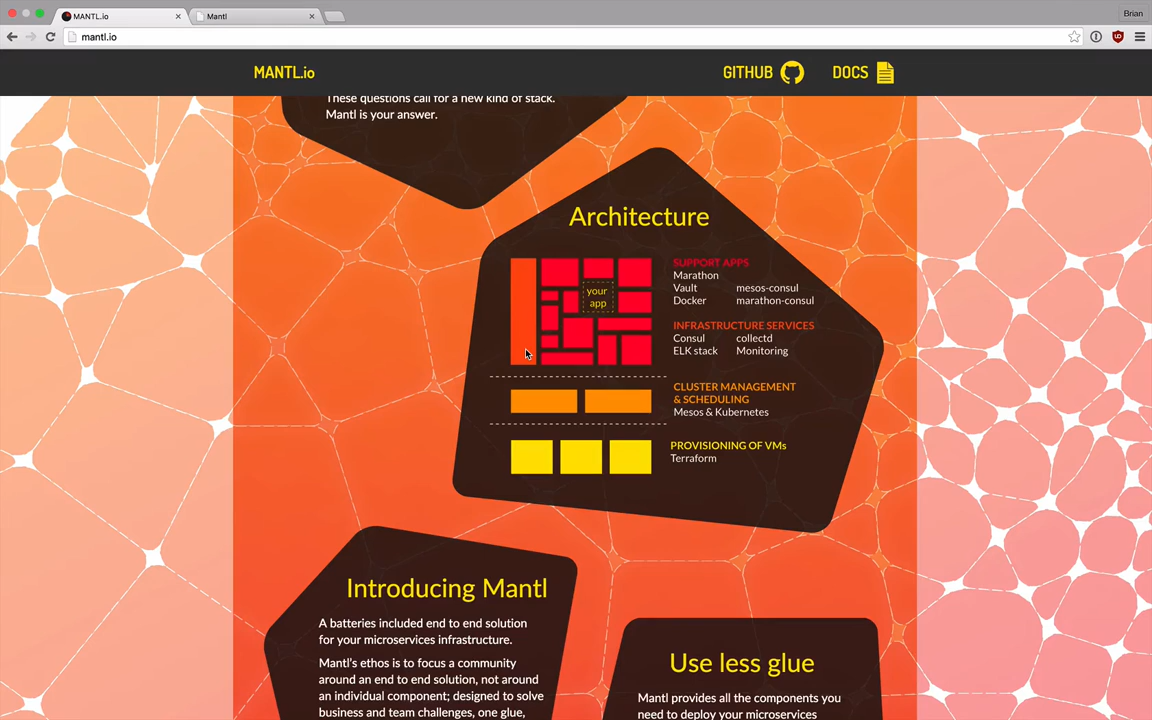 MANTL.io
Mantl
Brian
mantl.io
MANTL.io
GITHUB
DOCS
These questions call for a new kind of stack.
Mantl is your answer.
Architecture
your
app
SUPPORT APPS
Marathon
Vault mesos-consul
Docker marathon-consul
INFRASTRUCTURE SERVICES
Consul collectd
ELK stack Monitoring
CLUSTER MANAGEMENT
& SCHEDULING
Mesos & Kubernetes
PROVISIONING OF VMs
Terraform
Introducing Mantl
A batteries included end to end solution
for your microservices infrastructure.
Mantl's ethos is to focus a community
around an end to end solution, not around
an individual component; designed to solve
business and team challenges, one glue,
Use less glue
Mantl provides all the components you
need to deploy your microservices